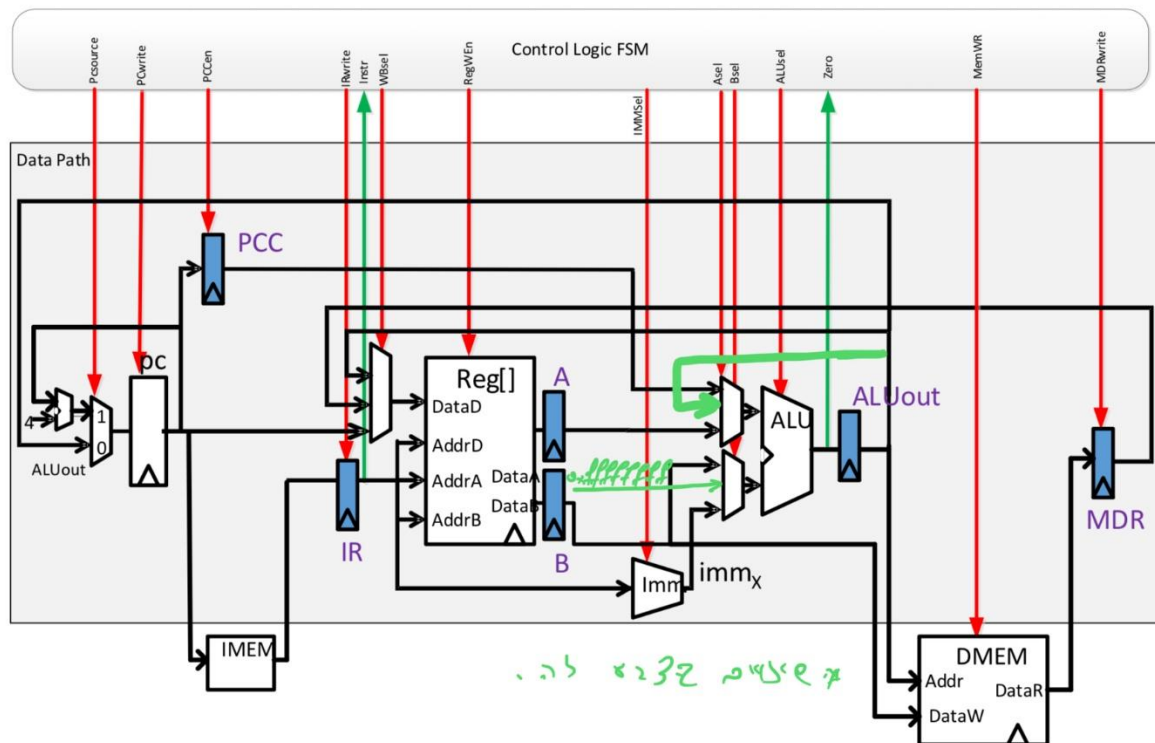 Control Logic FSM
Pcsource
PCwrite
PCCen
IRwrite
Instr
WBsel
RegWEn
IMMSel
Asel
Bsel
ALUsel
Zero
MemWR
MDRwrite
Data Path
PCC
pc
4
1
0
ALUout
IR
IMEM
Reg[]
DataD
AddrD
AddrA
AddrB
DataA
DataB
A
B
Imm
imm_X
ALU
ALUout
MDR
DMEM
Addr
DataR
DataW